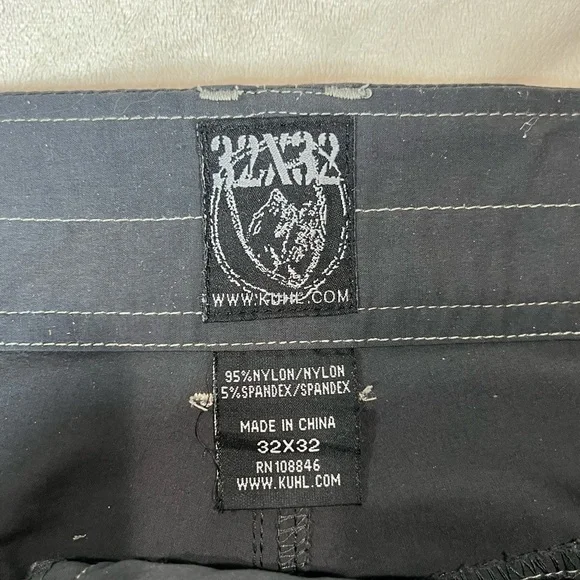 32X32
WWW.KUHL.COM
95%NYLON/NYLON
5%SPANDEX/SPANDEX
MADE IN CHINA
32X32
RN108846
WWW.KUHL.COM